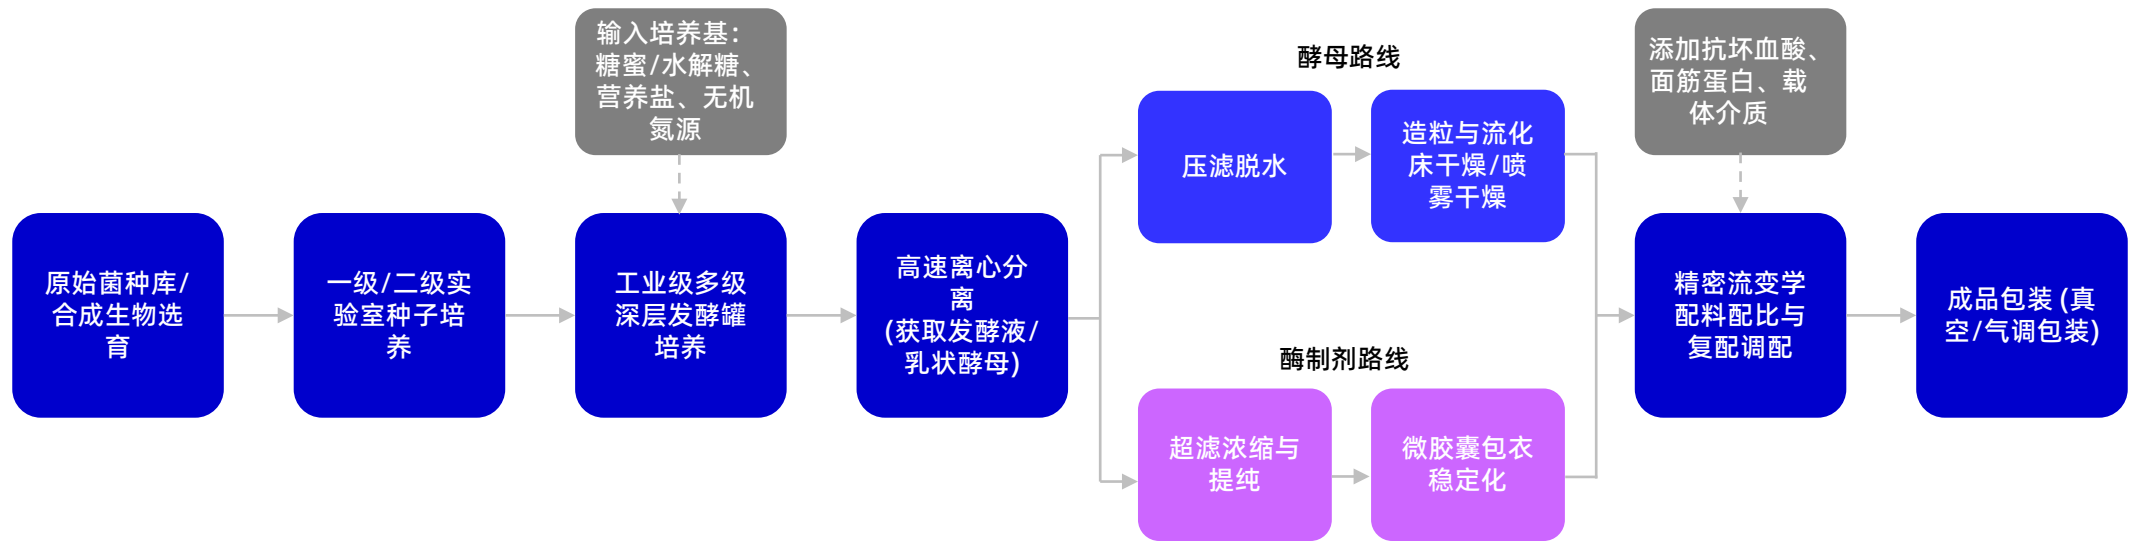 输入培养基：
糖蜜/水解糖、
营养盐、无机
氮源
酵母路线
添加抗坏血酸、
面筋蛋白、载
体介质
压滤脱水
造粒与流化
床干燥/喷
雾干燥
原始菌种库/
合成生物选
育
一级/二级实
验室种子培
养
工业级多级
深层发酵罐
培养
高速离心分
离
(获取发酵液/
乳状酵母)
精密流变学
配料配比与
复配调配
成品包装 (真
空/气调包装)
酶制剂路线
超滤浓缩与
提纯
微胶囊包衣
稳定化